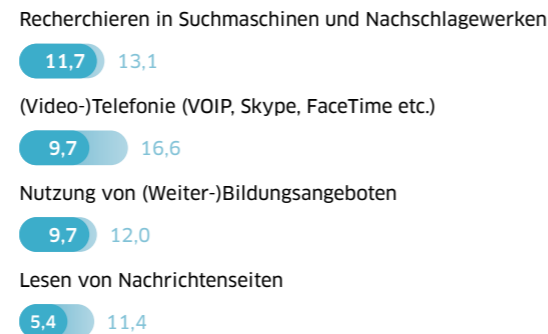 Recherchieren in Suchmaschinen und Nachschlagewerken
11,7 13,1
(Video-)Telefonie (VOIP, Skype, FaceTime etc.)
9,7 16,6
Nutzung von (Weiter-)Bildungsangeboten
9,7 12,0
Lesen von Nachrichtenseiten
5,4 11,4